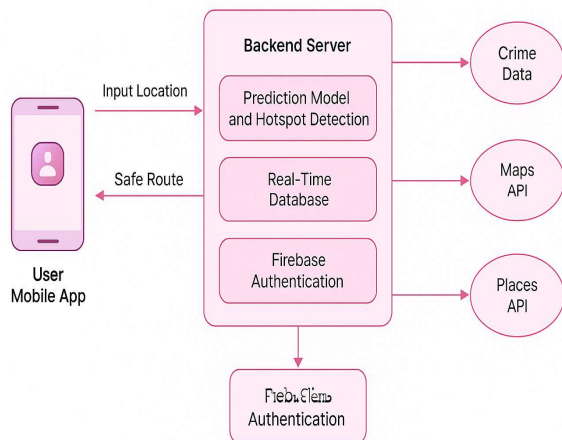 Backend Server
Input Location
Prediction Model
and Hotspot Detection
Safe Route
Real-Time
Database
Firebase
Authentication
User
Mobile App
Crime
Data
Maps
API
Places
API
Authentication